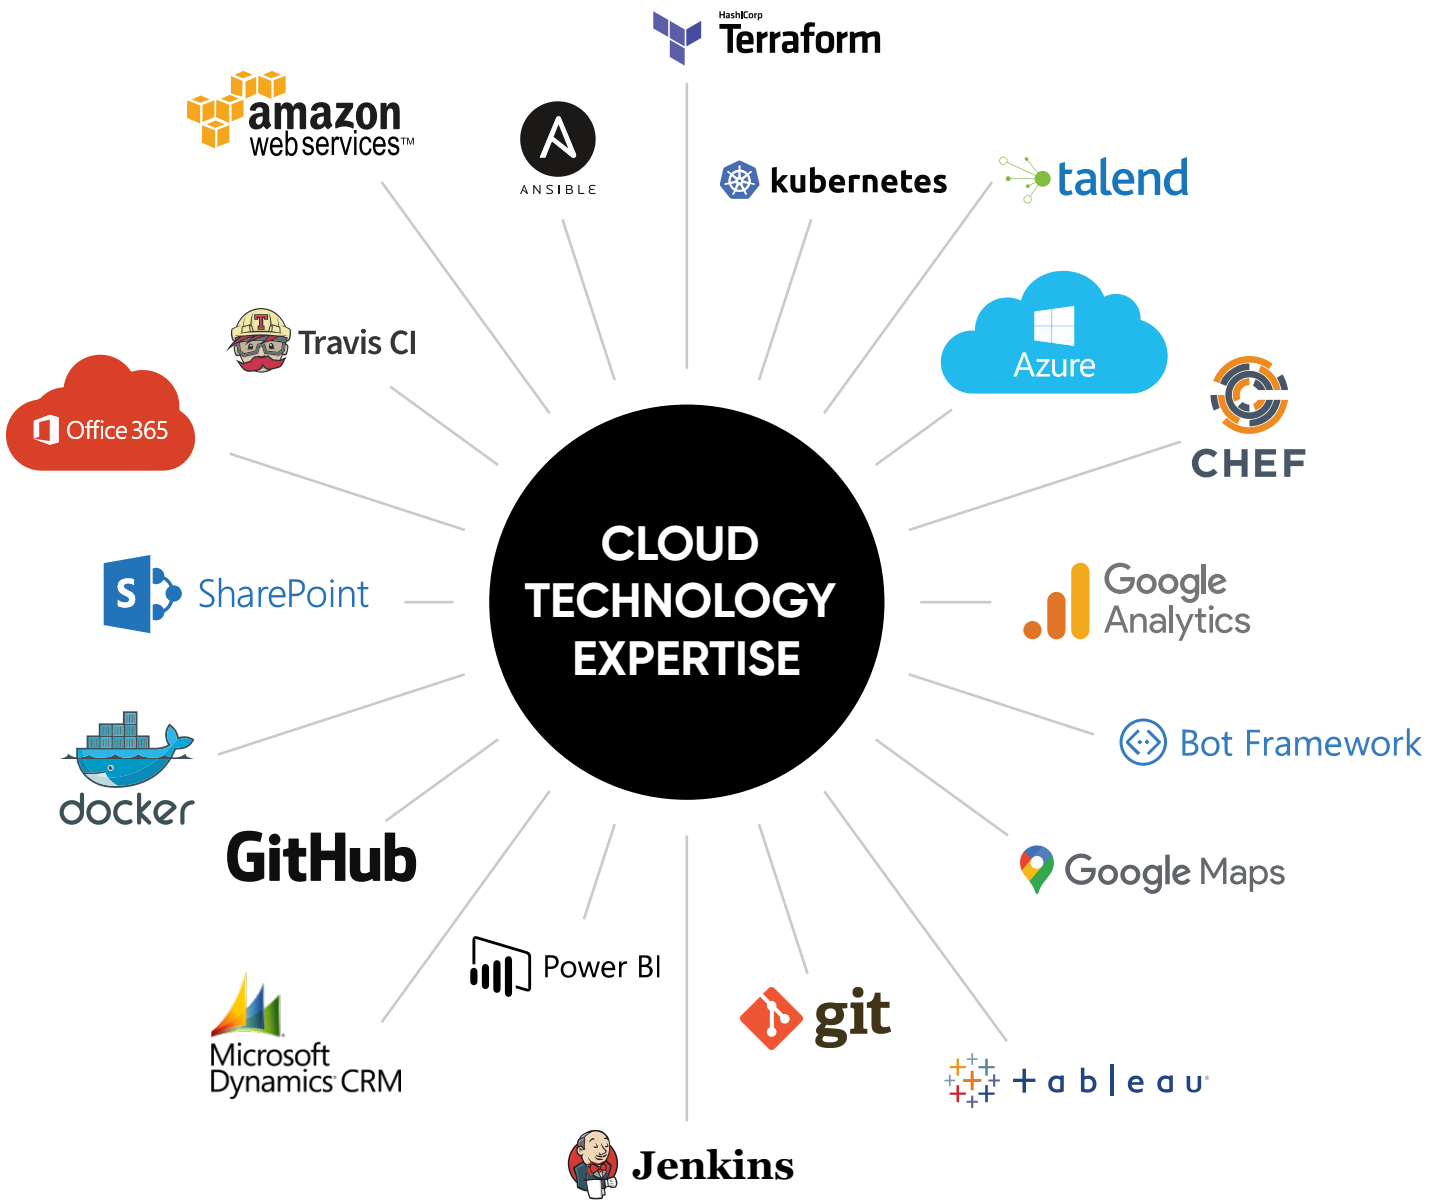 HashiCorp
Terraform
amazon
web services™
ANSIBLE
kubernetes
talend
Travis CI
Azure
Office 365
CHEF
CLOUD
TECHNOLOGY
EXPERTISE
S
SharePoint
Google
Analytics
docker
Bot Framework
GitHub
Google Maps
Power BI
git
Microsoft
Dynamics CRM
tableau
Jenkins